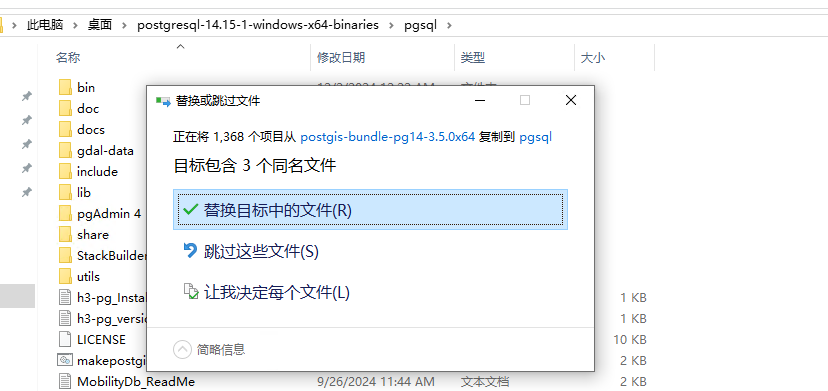 此电脑 > 桌面 > postgresql-14.15-1-windows-x64-binaries > pgsql >
名称 修改日期 类型 大小
bin
doc
docs
gdal-data
include
lib
pgAdmin 4
share
StackBuilder
utils
h3-pg_Instal 1 KB
h3-pg_versio 1 KB
LICENSE 10 KB
makepostgi 2 KB
MobilityDb_ReadMe 9/26/2024 11:44 AM 文本文档 2 KB
替换或跳过文件
正在将 1,368 个项目从 postgis-bundle-pg14-3.5.0x64 复制到 pgsql
目标包含 3 个同名文件
替换目标中的文件(R)
跳过这些文件(S)
让我决定每个文件(L)
简略信息